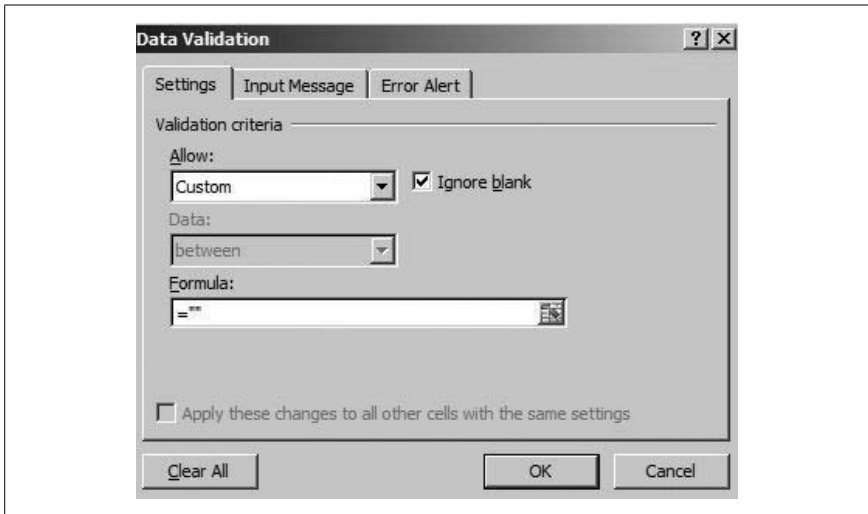 Data Validation
Settings Input Message Error Alert
Validation criteria
Allow:
Custom Ignore blank
Data:
between
Formula:
=""
Apply these changes to all other cells with the same settings
Clear All OK Cancel